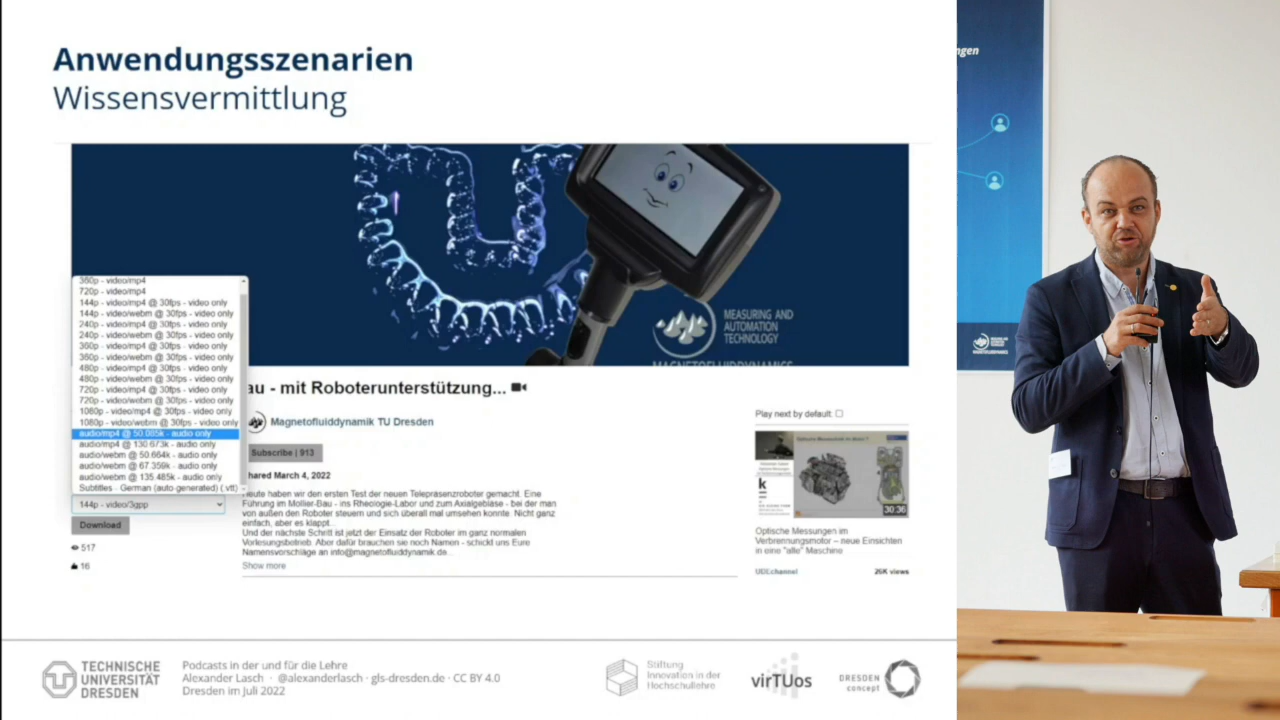 Anwendungsszenarien
Wissensvermittlung
ngen
MEASURING AND
AUTOMATION
TECHNOLOGY
MAGNETOFLUIDDYNAMICS
360p - video/mp4
720p - video/mp4
144p - video/mp4 @ 30fps - video only
144p - video/webm @ 30fps - video only
240p - video/mp4 @ 30fps - video only
240p - video/webm @ 30fps - video only
360p - video/mp4 @ 30fps - video only
360p - video/webm @ 30fps - video only
480p - video/mp4 @ 30fps - video only
480p - video/webm @ 30fps - video only
720p - video/mp4 @ 30fps - video only
720p - video/webm @ 30fps - video only
1080p - video/mp4 @ 30fps - video only
1080p - video/webm @ 30fps - video only
audio/mp4 @ 50.085k - audio only
audio/mp4 @ 130.673k - audio only
audio/webm @ 50.664k - audio only
audio/webm @ 67.359k - audio only
audio/webm @ 135.485k - audio only
Subtitles - German (auto-generated) (.vtt)
144p - video/3gpp
Download
517
16
au - mit Roboterunterstützung...
Magnetofluiddynamik TU Dresden
Subscribe | 913
hared March 4, 2022
Heute haben wir den ersten Test der neuen Telepräsenzroboter gemacht. Eine
Führung im Mollier-Bau - ins Rheologie-Labor und zum Axialgebläse - bei der man
von außen den Roboter steuern und sich überall mal umsehen konnte. Nicht ganz
einfach, aber es klappt...
Und der nächste Schritt ist jetzt der Einsatz der Roboter im ganz normalen
Vorlesungsbetrieb. Aber dafür brauchen sie noch Namen - schickt uns Eure
Namensvorschläge an info@magnetofluiddynamik.de...
Show more
Play next by default:
k
30:36
Optische Messungen im
Verbrennungsmotor – neue Einsichten
in eine "alte" Maschine
UDEchannel 26K views
TECHNISCHE
UNIVERSITÄT
DRESDEN
Podcasts in der und für die Lehre
Alexander Lasch · @alexanderlasch · gls-dresden.de · CC BY 4.0
Dresden im Juli 2022
Stiftung
Innovation in der
Hochschullehre
virTUos
DRESDEN
concept